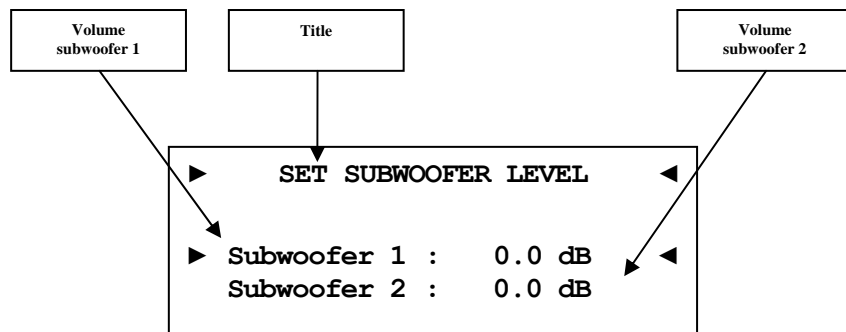 Volume
subwoofer 1
Title
Volume
subwoofer 2
► SET SUBWOOFER LEVEL ◄
► Subwoofer 1 : 0.0 dB ◄
Subwoofer 2 : 0.0 dB